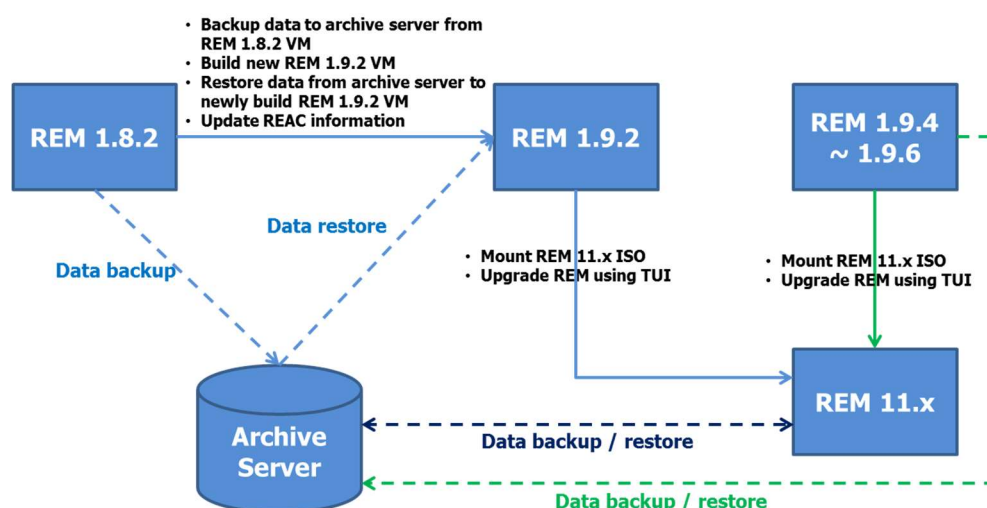 • Backup data to archive server from
REM 1.8.2 VM
• Build new REM 1.9.2 VM
• Restore data from archive server to
newly build REM 1.9.2 VM
• Update REAC information
REM 1.8.2
REM 1.9.2
REM 1.9.4
~ 1.9.6
Data restore
Data backup
• Mount REM 11.x ISO
• Upgrade REM using TUI
• Mount REM 11.x ISO
• Upgrade REM using TUI
REM 11.x
Archive
Server
Data backup / restore
Data backup / restore